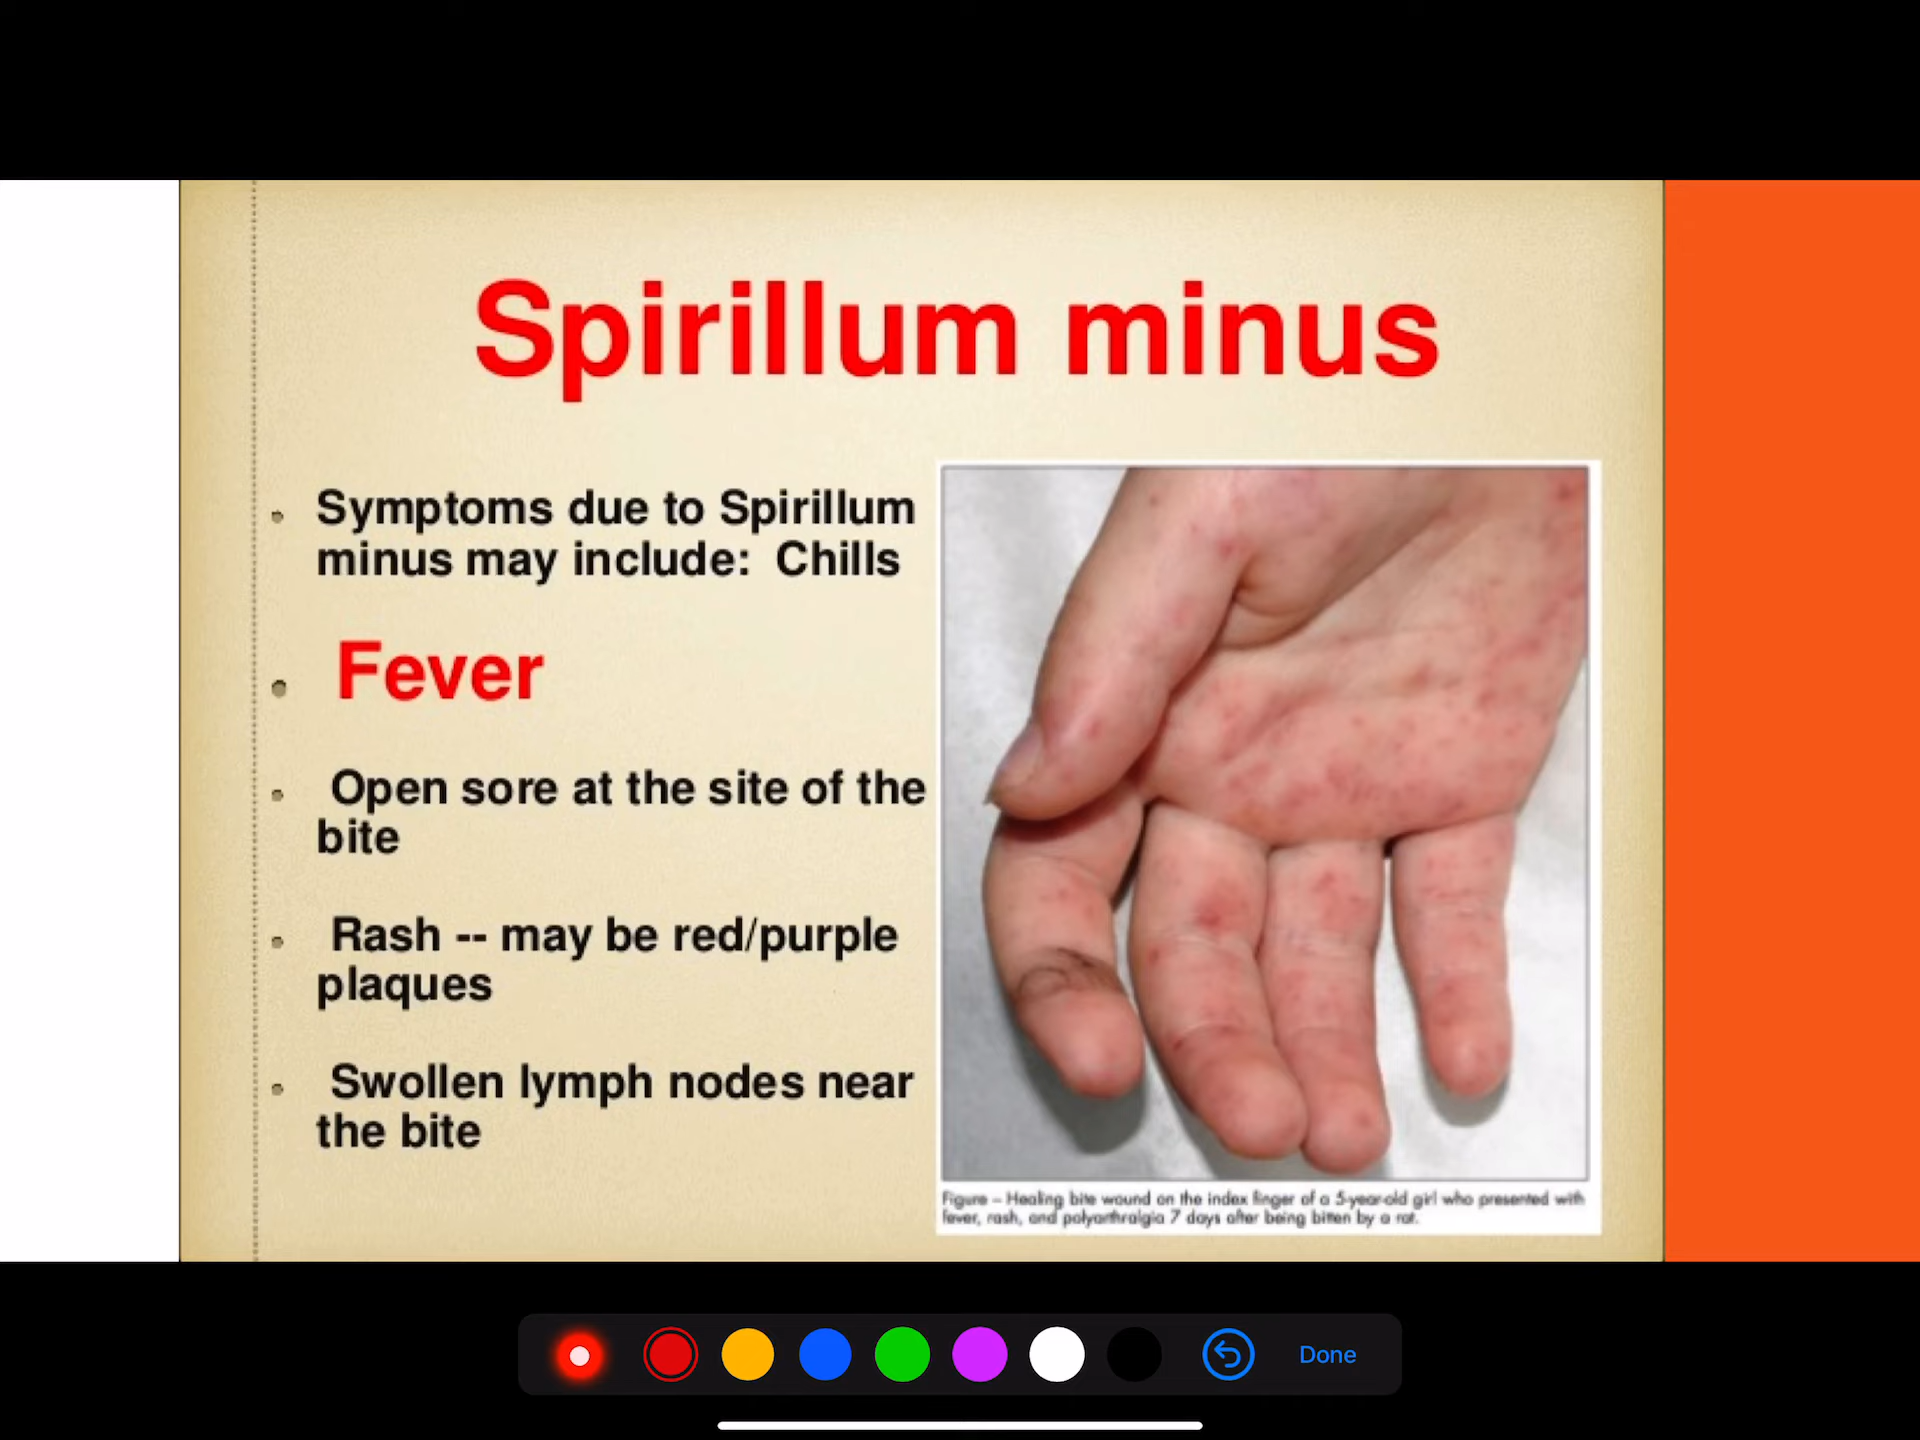 Spirillum minus
Symptoms due to Spirillum
minus may include: Chills
Fever
Open sore at the site of the
bite
Rash -- may be red/purple
plaques
Swollen lymph nodes near
the bite
Figure – Healing bite wound on the index finger of a 5-year-old girl who presented with
fever, rash, and polyarthralgia 7 days after being bitten by a rat.
Done